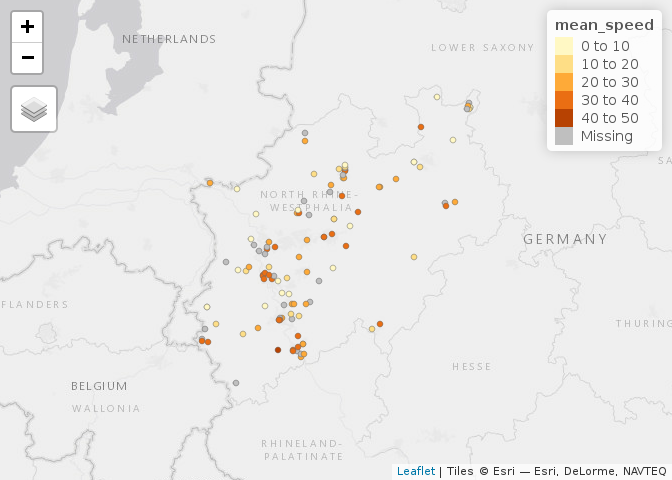 +
−
NETHERLANDS
LOWER SAXONY
mean_speed
0 to 10
10 to 20
20 to 30
30 to 40
40 to 50
Missing
SA
NORTH RHINE-
WESTPHALIA
GERMANY
FLANDERS
THURING
HESSE
BELGIUM
WALLONIA
RHINELAND-
PALATINATE
Leaflet | Tiles © Esri — Esri, DeLorme, NAVTEQ